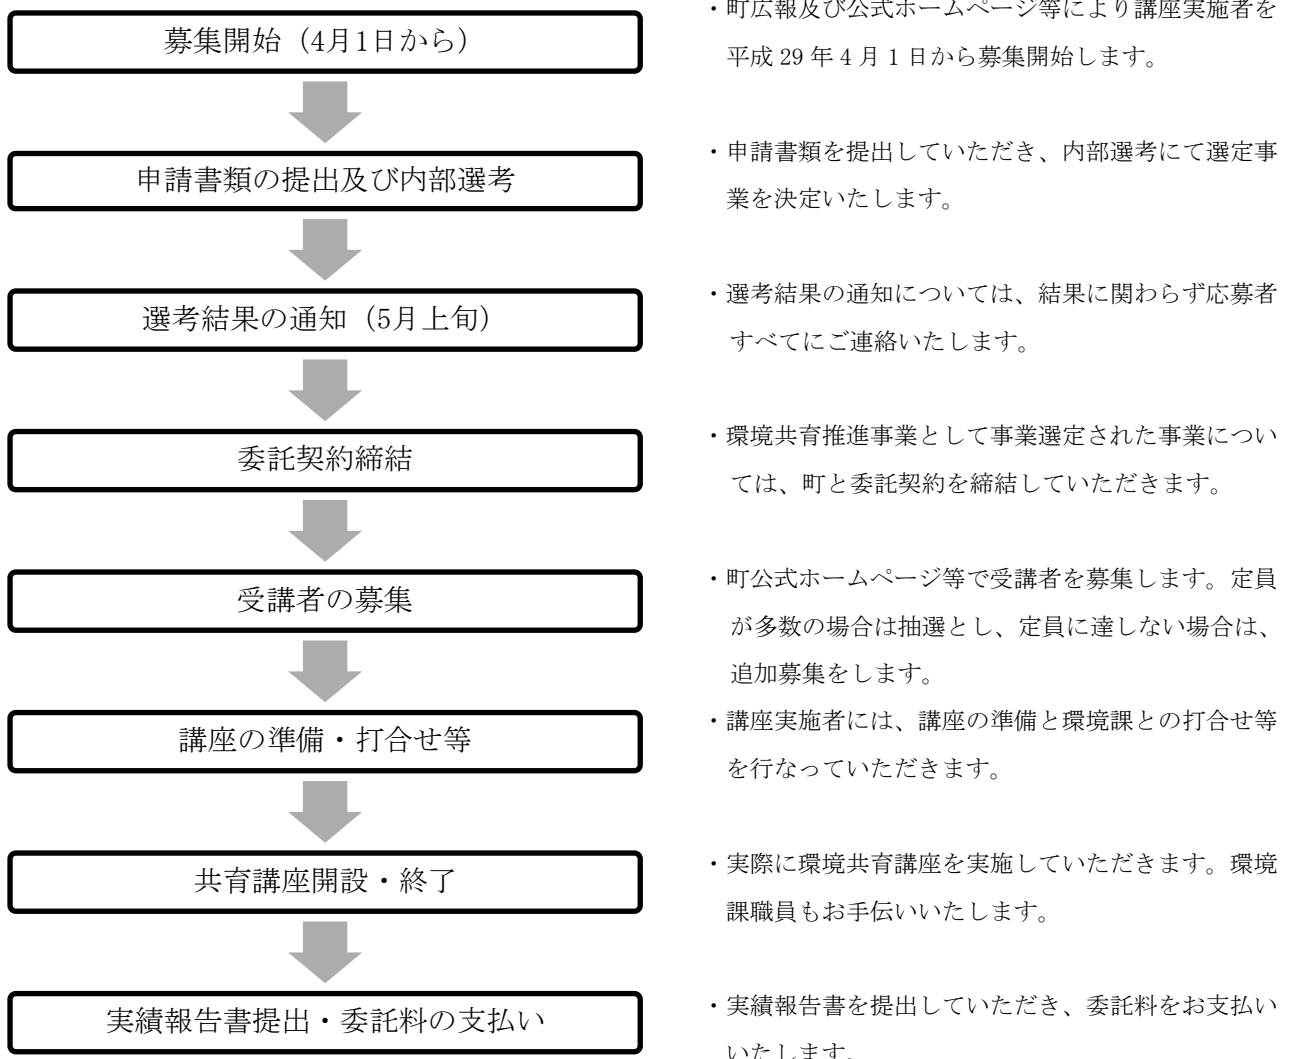 募集開始（4月1日から）
・町広報及び公式ホームページ等により講座実施者を
平成 29 年 4 月 1 日から募集開始します。
申請書類の提出及び内部選考
・申請書類を提出していただき、内部選考にて選定事
業を決定いたします。
選考結果の通知（5月上旬）
・選考結果の通知については、結果に関わらず応募者
すべてにご連絡いたします。
委託契約締結
・環境共育推進事業として事業選定された事業につい
ては、町と委託契約を締結していただきます。
受講者の募集
・町公式ホームページ等で受講者を募集します。定員
が多数の場合は抽選とし、定員に達しない場合は、
追加募集をします。
講座の準備・打合せ等
・講座実施者には、講座の準備と環境課との打合せ等
を行なっていただきます。
共育講座開設・終了
・実際に環境共育講座を実施していただきます。環境
課職員もお手伝いいたします。
実績報告書提出・委託料の支払い
・実績報告書を提出していただき、委託料をお支払い
いたします。